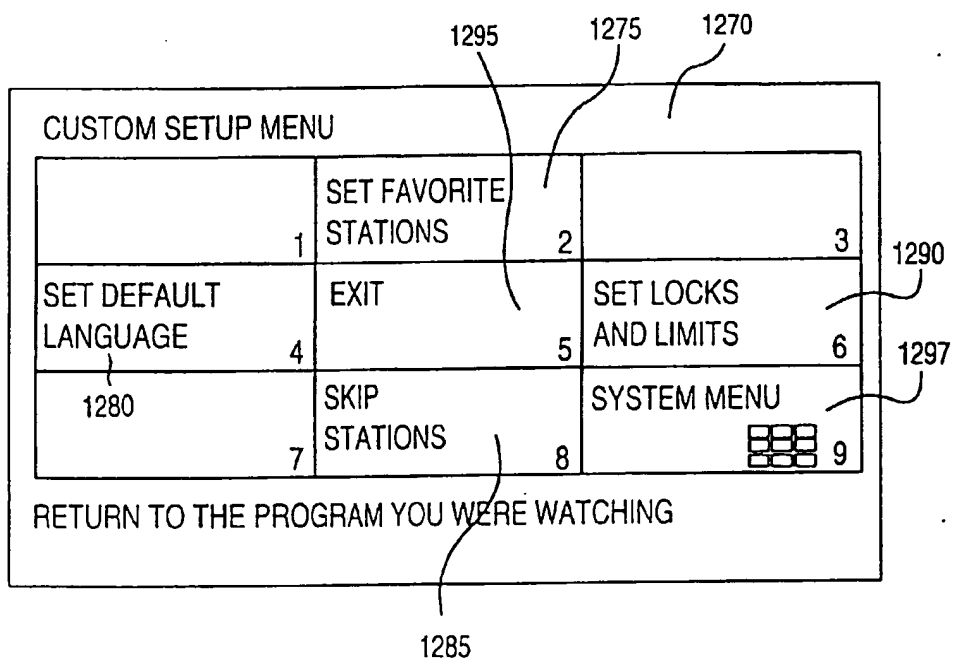 1295
1275
1270
CUSTOM SETUP MENU
1
SET FAVORITE
STATIONS
2
3
SET DEFAULT
LANGUAGE
4
1280
EXIT
5
SET LOCKS
AND LIMITS
6
1290
7
SKIP
STATIONS
8
SYSTEM MENU
9
1297
RETURN TO THE PROGRAM YOU WERE WATCHING
1285